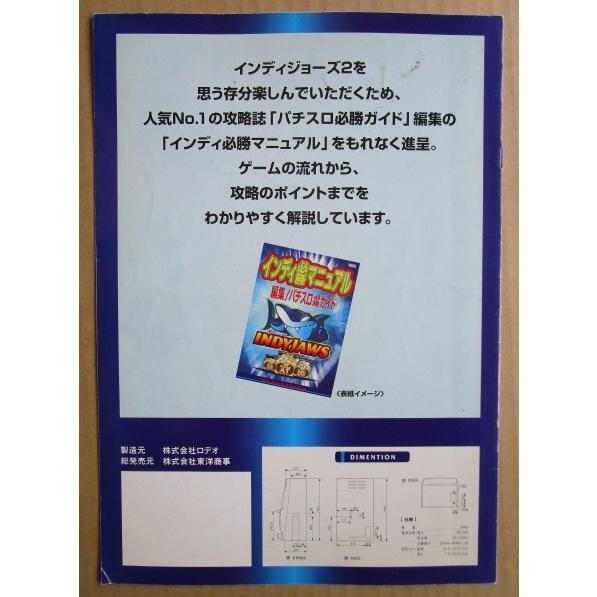 インディジョーズ2を
思う存分楽しんでいただくため、
人気No.1の攻略誌「パチスロ必勝ガイド」編集の
「インディ必勝マニュアル」をもれなく進呈。
ゲームの流れから、
攻略のポイントまでを
わかりやすく解説しています。
インディ必勝マニュアル
編集/パチスロ必勝ガイド
INDYJAWS
AT
〈表紙イメージ〉
製造元 株式会社ロデオ
総発売元 株式会社東洋商事
DIMENTION
【仕様】